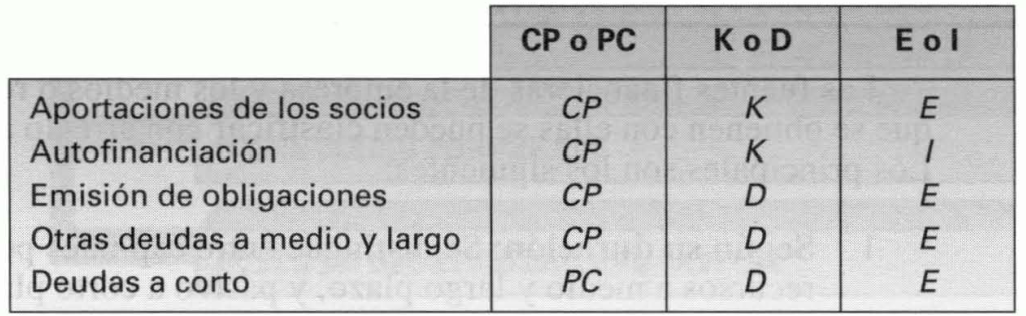 CP o PC K o D E o I
Aportaciones de los socios CP K E
Autofinanciación CP K I
Emisión de obligaciones CP D E
Otras deudas a medio y largo CP D E
Deudas a corto PC D E